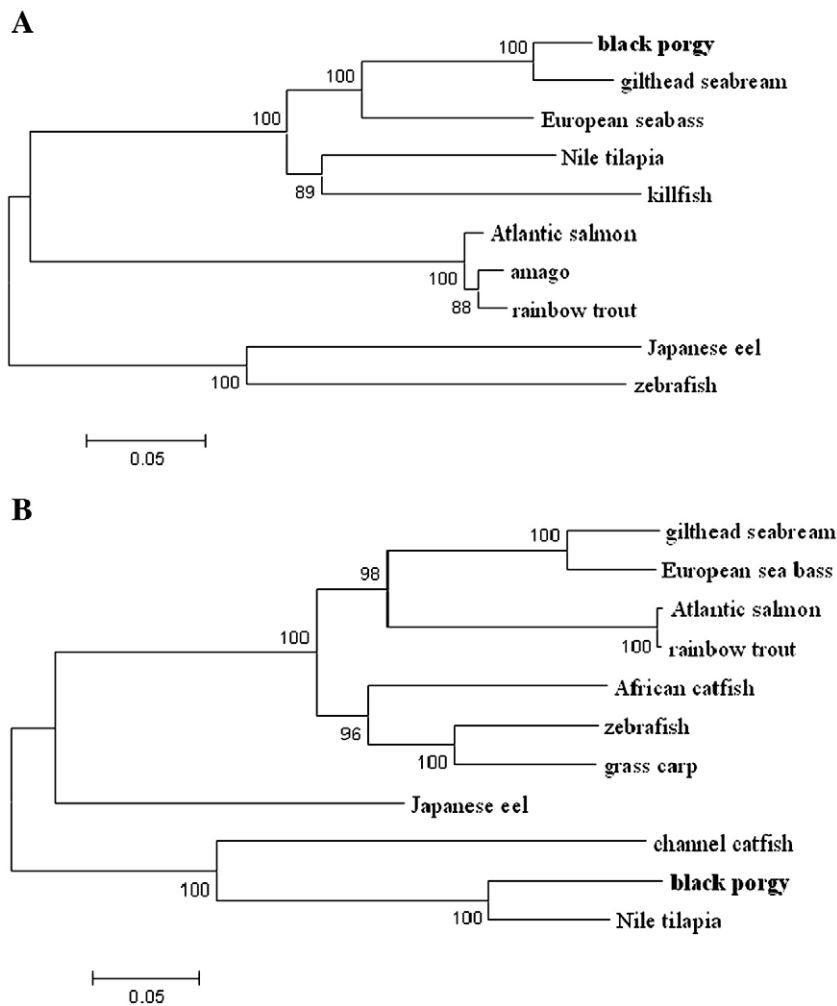 A
100
black porgy
100
gilthead seabream
100
European seabass
Nile tilapia
89
killfish
Atlantic salmon
100
amago
88
rainbow trout
Japanese eel
100
zebrafish
0.05
B
100
gilthead seabream
98
European sea bass
Atlantic salmon
100
100
rainbow trout
African catfish
96
zebrafish
100
grass carp
Japanese eel
channel catfish
100
black porgy
100
Nile tilapia
0.05